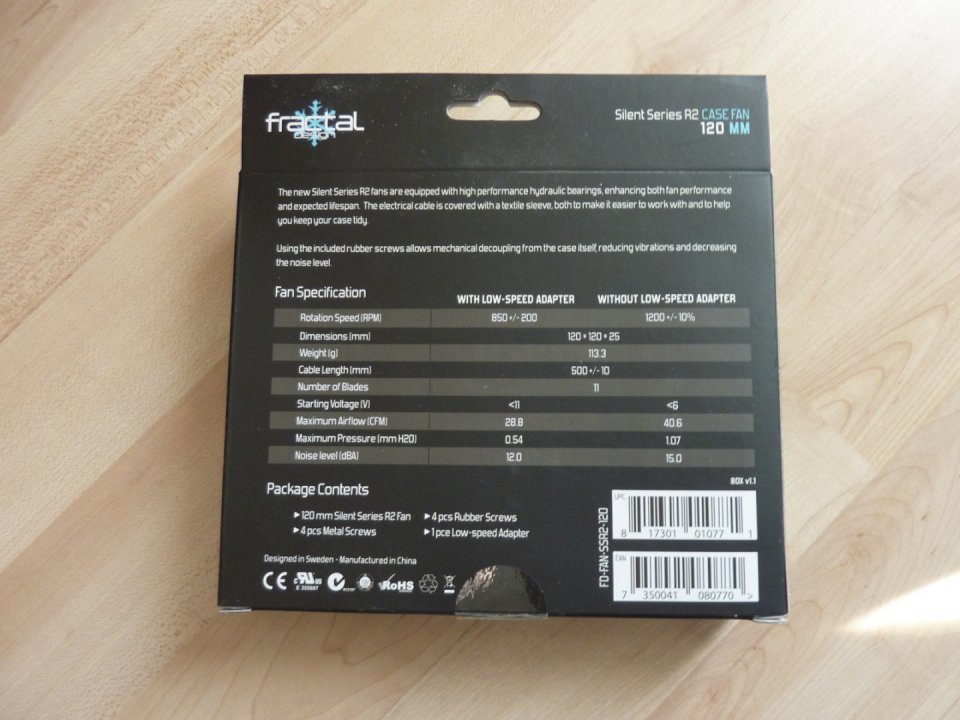 fractal
design
Silent Series R2 CASE FAN
120 MM
The new Silent Series R2 fans are equipped with high performance hydraulic bearings, enhancing both fan performance
and expected lifespan. The electrical cable is covered with a textile sleeve, both to make it easier to work with and to help
you keep your case tidy.
Using the included rubber screws allows mechanical decoupling from the case itself, reducing vibrations and decreasing
the noise level.
Fan Specification
WITH LOW-SPEED ADAPTER WITHOUT LOW-SPEED ADAPTER
Rotation Speed (RPM) 850 +/- 200 1200 +/- 10%
Dimensions (mm) 120 * 120 * 25
Weight (g) 113.3
Cable Length (mm) 500 +/- 10
Number of Blades 11
Starting Voltage (V) <11 <6
Maximum Airflow (CFM) 28.8 40.6
Maximum Pressure (mm H2O) 0.54 1.07
Noise level (dBA) 12.0 15.0
BOX v1.1
Package Contents
►120 mm Silent Series R2 Fan ►4 pcs Rubber Screws
►4 pcs Metal Screws ►1 pce Low-speed Adapter
Designed in Sweden - Manufactured in China
CE RoHS
E 355607
FD-FAN-SSR2-120
UPC
8 17301 01077 1
EAN
7 350041 080770 >